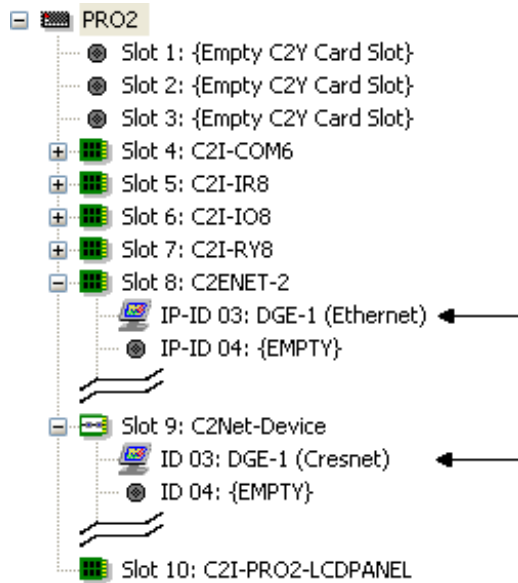 PRO2
Slot 1: {Empty C2Y Card Slot}
Slot 2: {Empty C2Y Card Slot}
Slot 3: {Empty C2Y Card Slot}
Slot 4: C2I-COM6
Slot 5: C2I-IR8
Slot 6: C2I-IO8
Slot 7: C2I-RY8
Slot 8: C2ENET-2
IP-ID 03: DGE-1 (Ethernet)
IP-ID 04: {EMPTY}
Slot 9: C2Net-Device
ID 03: DGE-1 (Cresnet)
ID 04: {EMPTY}
Slot 10: C2I-PRO2-LCDPANEL